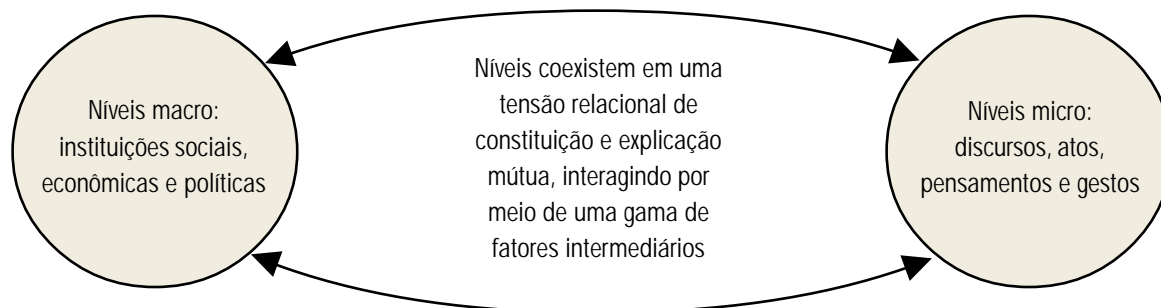 Níveis macro:
instituições sociais,
econômicas e políticas
Níveis coexistem em uma
tensão relacional de
constituição e explicação
mútua, interagindo por
meio de uma gama de
fatores intermediários
Níveis micro:
discursos, atos,
pensamentos e gestos